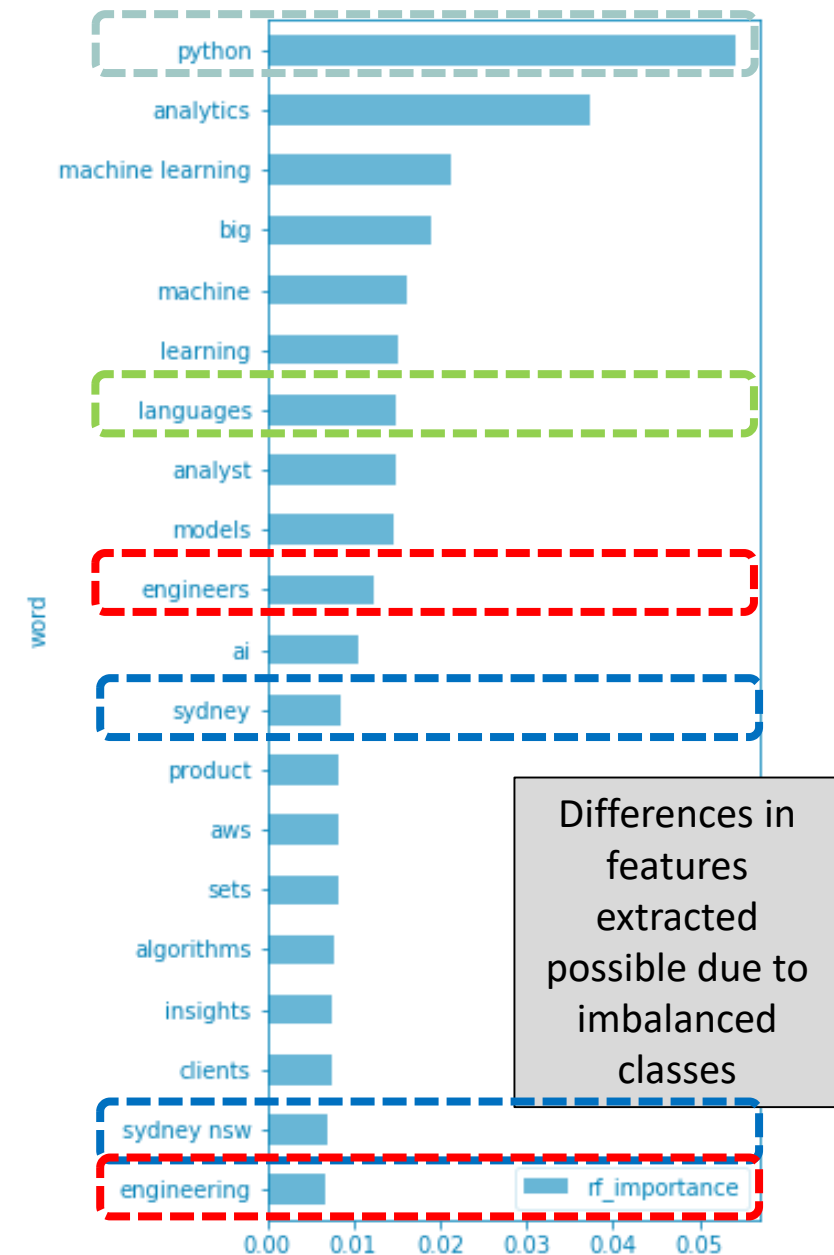 python
analytics
machine learning
big
machine
learning
languages
analyst
models
engineers
ai
sydney
product
aws
sets
algorithms
insights
clients
sydney nsw
engineering
word
Differences in
features
extracted
possible due to
imbalanced
classes
rf_importance
0.00 0.01 0.02 0.03 0.04 0.05